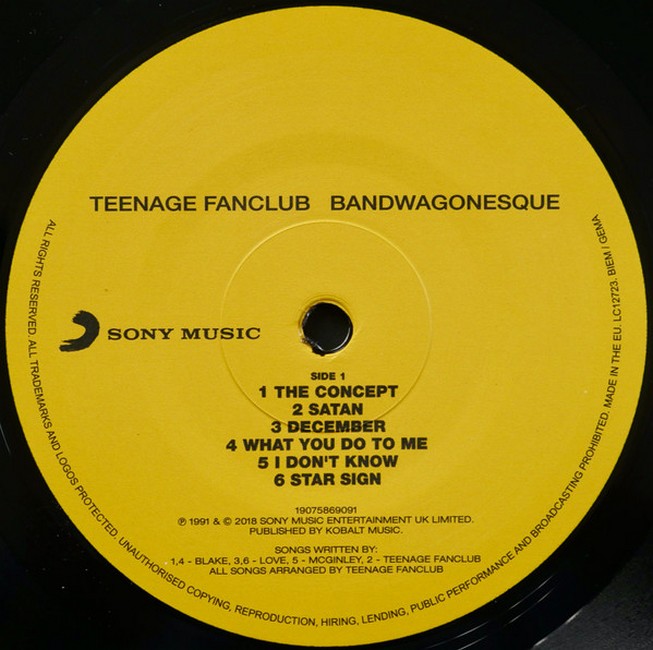 TEENAGE FANCLUB BANDWAGONESQUE
SONY MUSIC
SIDE 1
1 THE CONCEPT
2 SATAN
3 DECEMBER
4 WHAT YOU DO TO ME
5 I DON'T KNOW
6 STAR SIGN
19075869091
℗ 1991 & © 2018 SONY MUSIC ENTERTAINMENT UK LIMITED.
PUBLISHED BY KOBALT MUSIC.
SONGS WRITTEN BY:
1,4 - BLAKE, 3,6 - LOVE, 5 - MCGINLEY, 2 - TEENAGE FANCLUB
ALL SONGS ARRANGED BY TEENAGE FANCLUB
ALL RIGHTS RESERVED. ALL TRADEMARKS AND LOGOS PROTECTED. UNAUTHORISED COPYING, REPRODUCTION, HIRING, LENDING, PUBLIC PERFORMANCE AND BROADCASTING PROHIBITED. MADE IN THE EU. LC12723. BIEM / GEMA